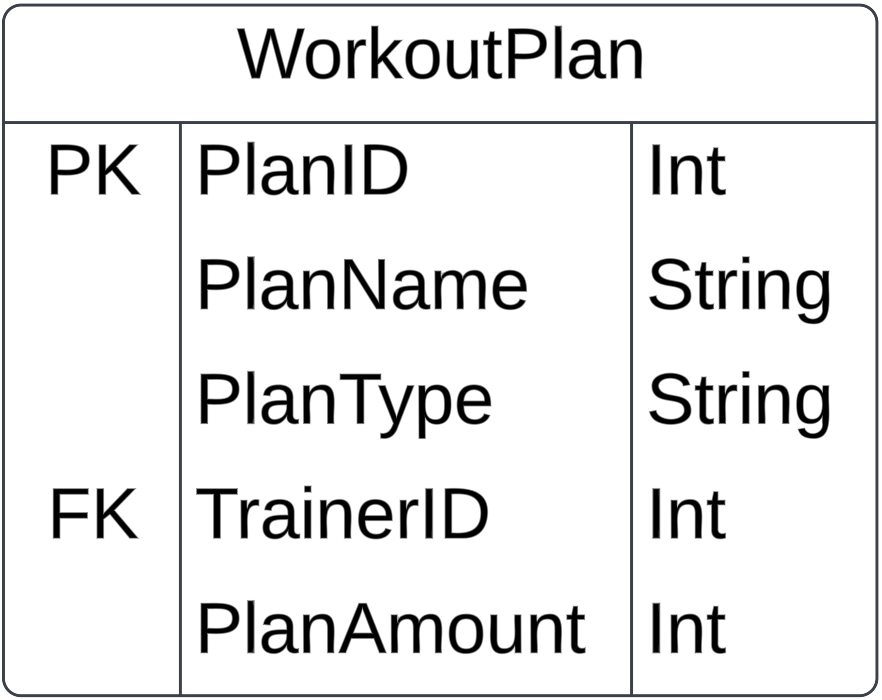 WorkoutPlan
PK PlanID Int
PlanName String
PlanType String
FK TrainerID Int
PlanAmount Int